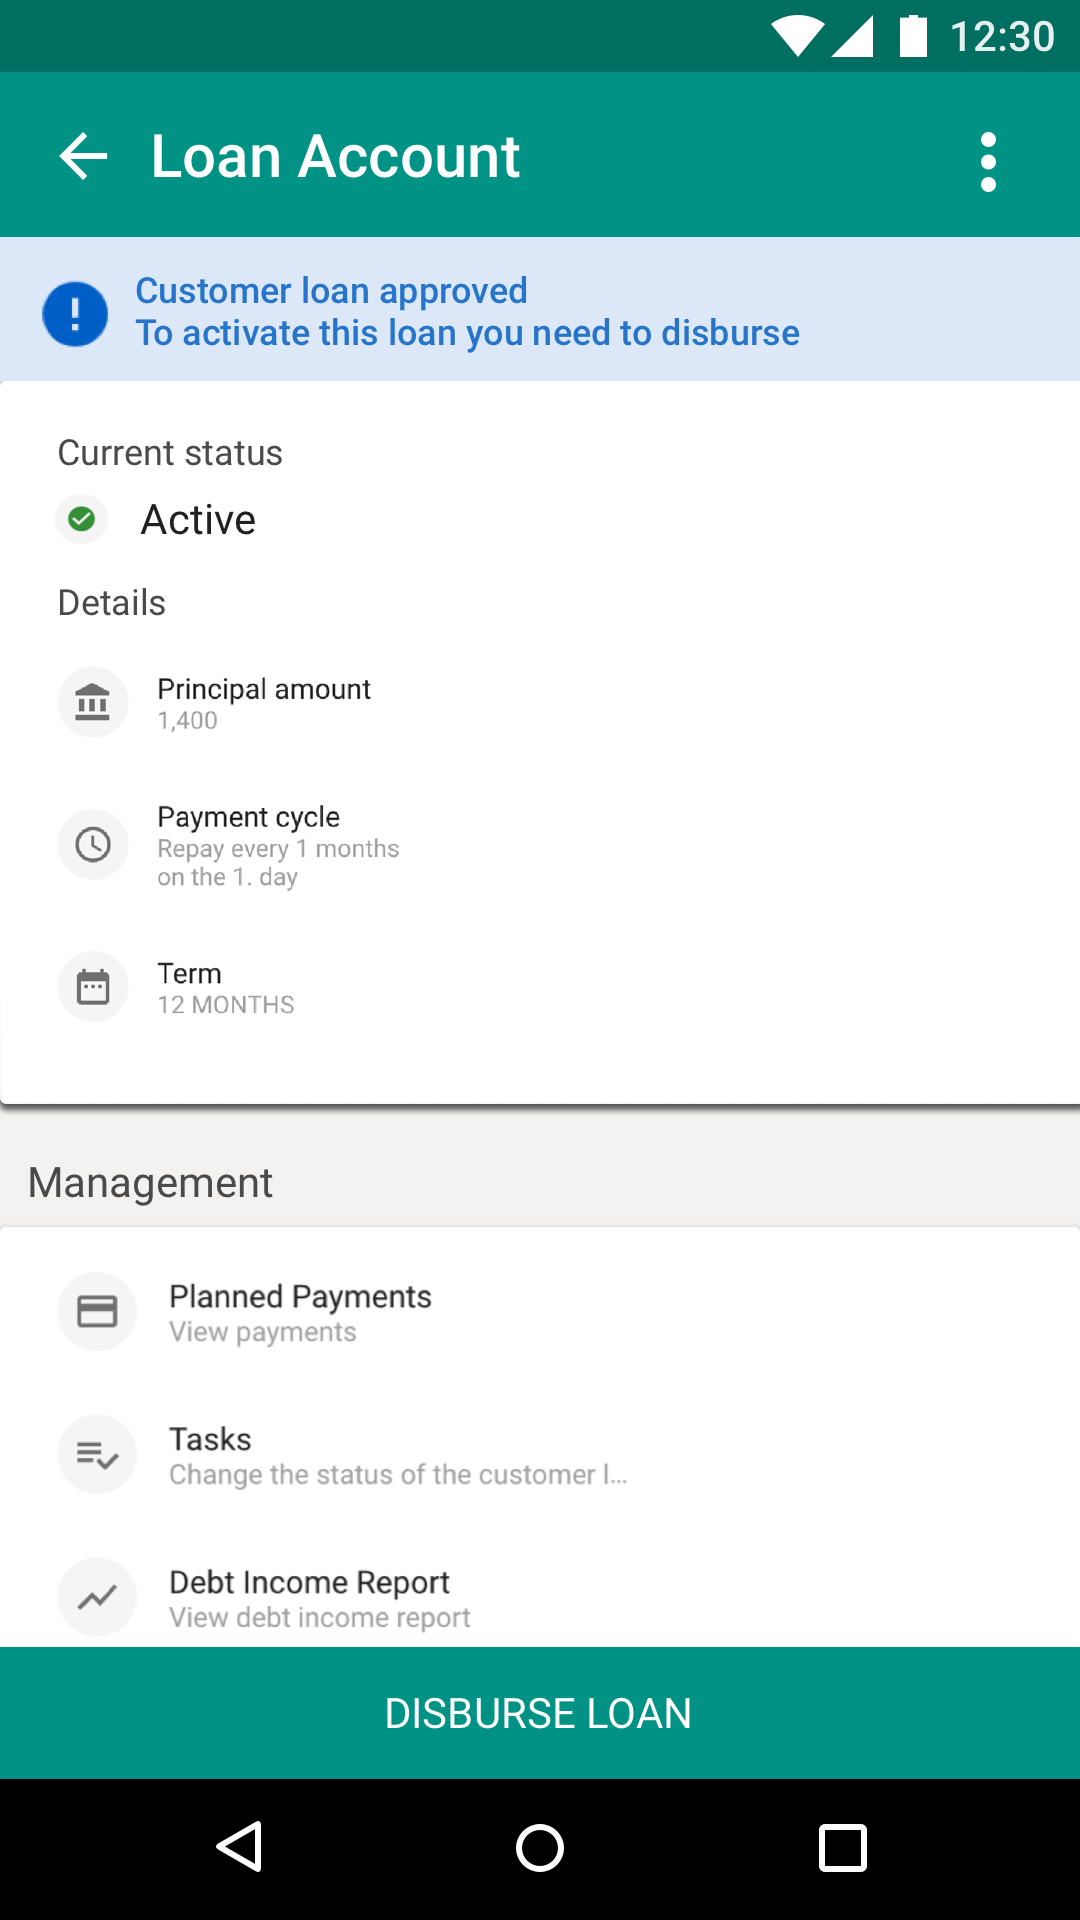 12:30
Loan Account
Customer loan approved
To activate this loan you need to disburse
Current status
Active
Details
Principal amount
1,400
Payment cycle
Repay every 1 months
on the 1. day
Term
12 MONTHS
Management
Planned Payments
View payments
Tasks
Change the status of the customer l...
Debt Income Report
View debt income report
DISBURSE LOAN